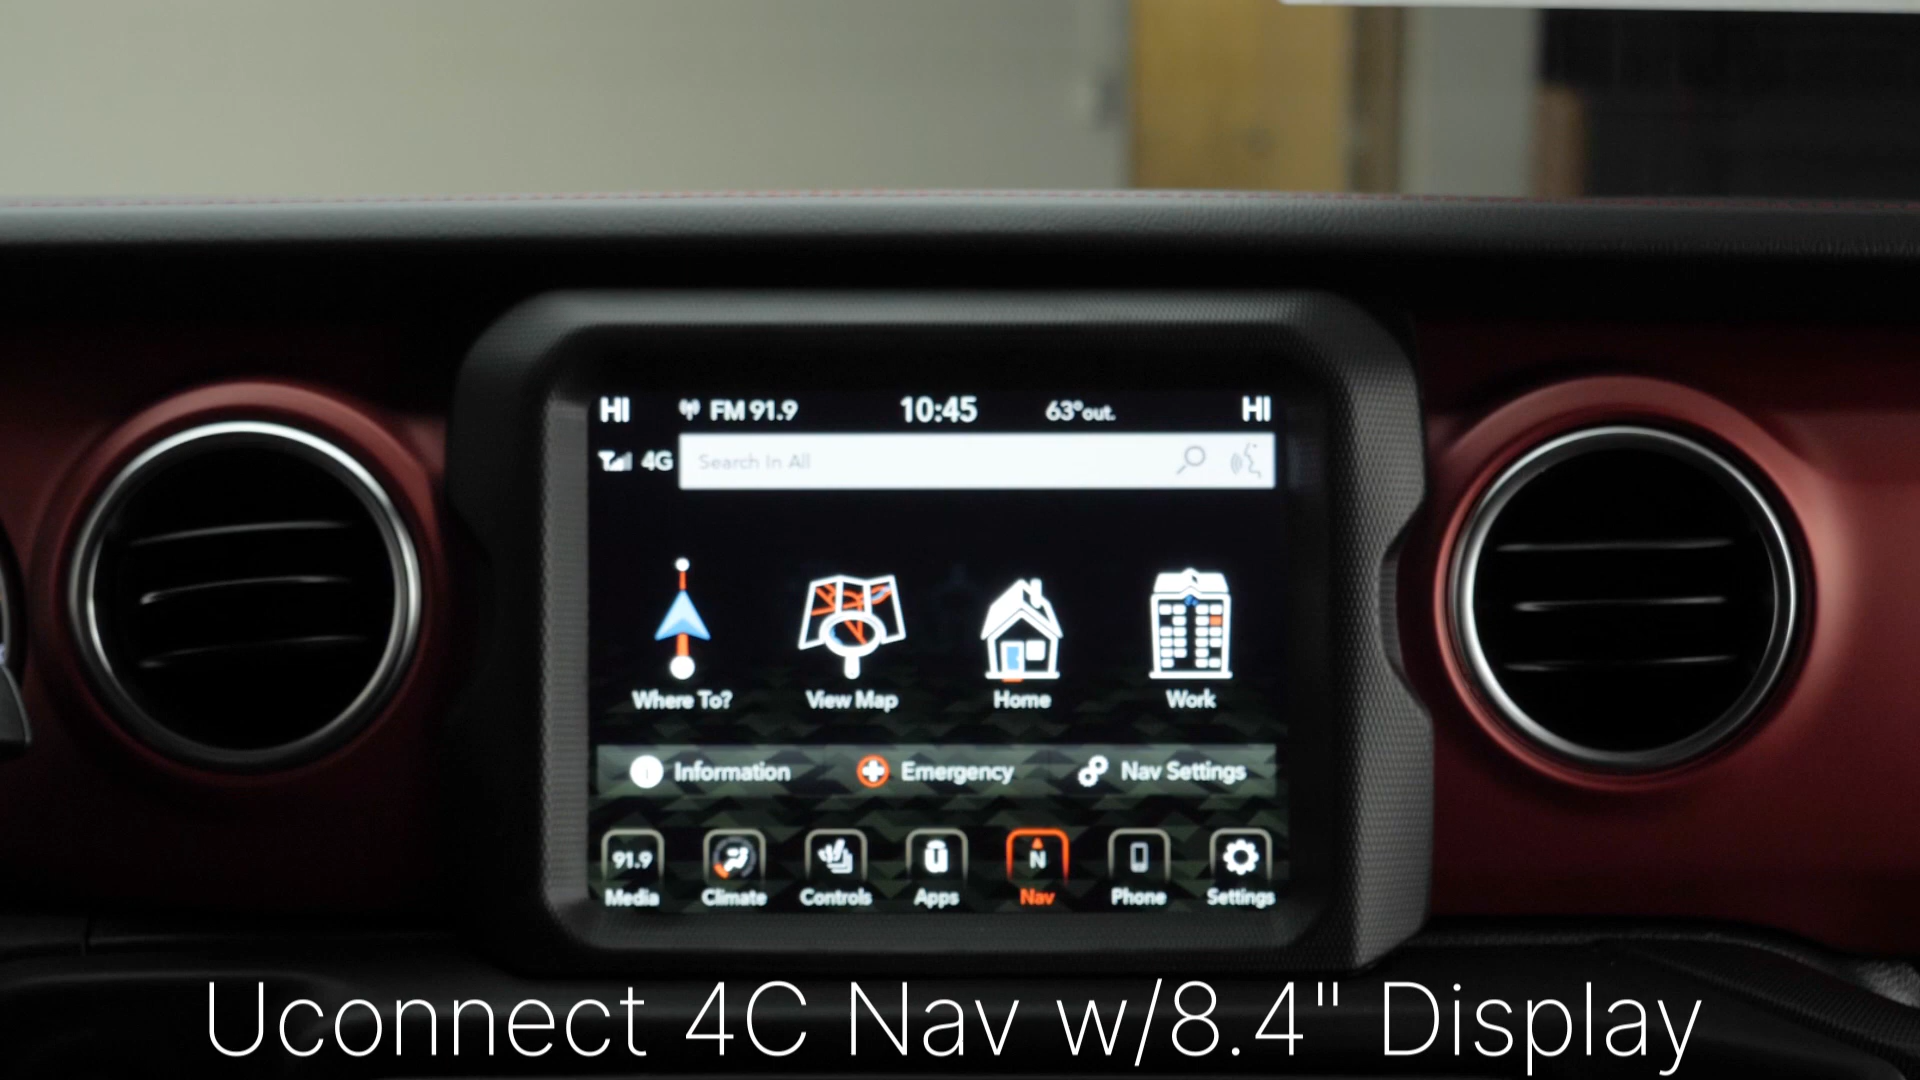 HI FM 91.9 10:45 63°out. HI
4G Search In All
Where To? View Map Home Work
Information Emergency Nav Settings
91.9 N
Media Climate Controls Apps Nav Phone Settings
Uconnect 4C Nav w/8.4" Display